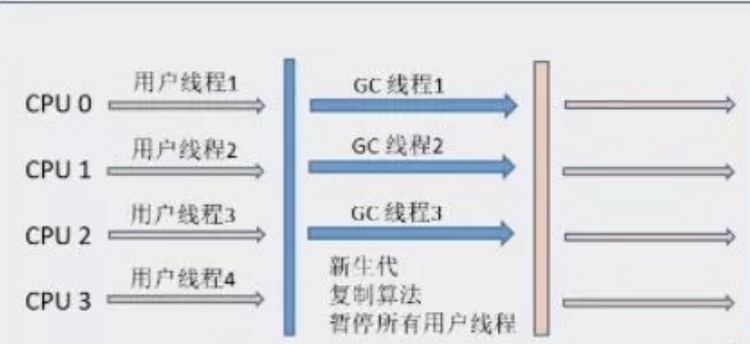 用户线程1
GC 线程1
CPU 0
用户线程2
GC 线程2
CPU 1
用户线程3
GC 线程3
CPU 2
用户线程4
新生代
CPU 3
复制算法
暂停所有用户线程